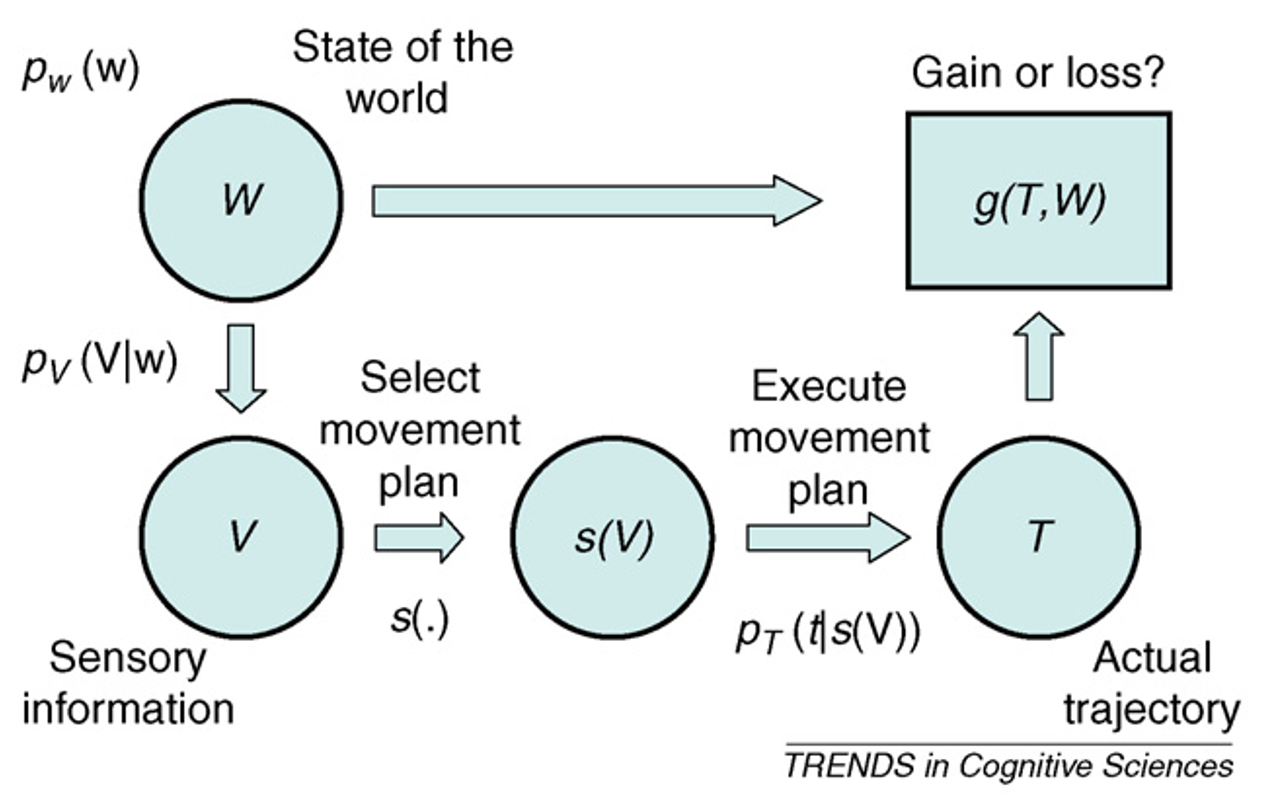 p_W (w)
State of the
world
Gain or loss?
W
g(T,W)
p_V (V|w)
Select
movement
plan
Execute
movement
plan
V
s(V)
T
s(.)
p_T (t|s(V))
Sensory
information
Actual
trajectory
TRENDS in Cognitive Sciences